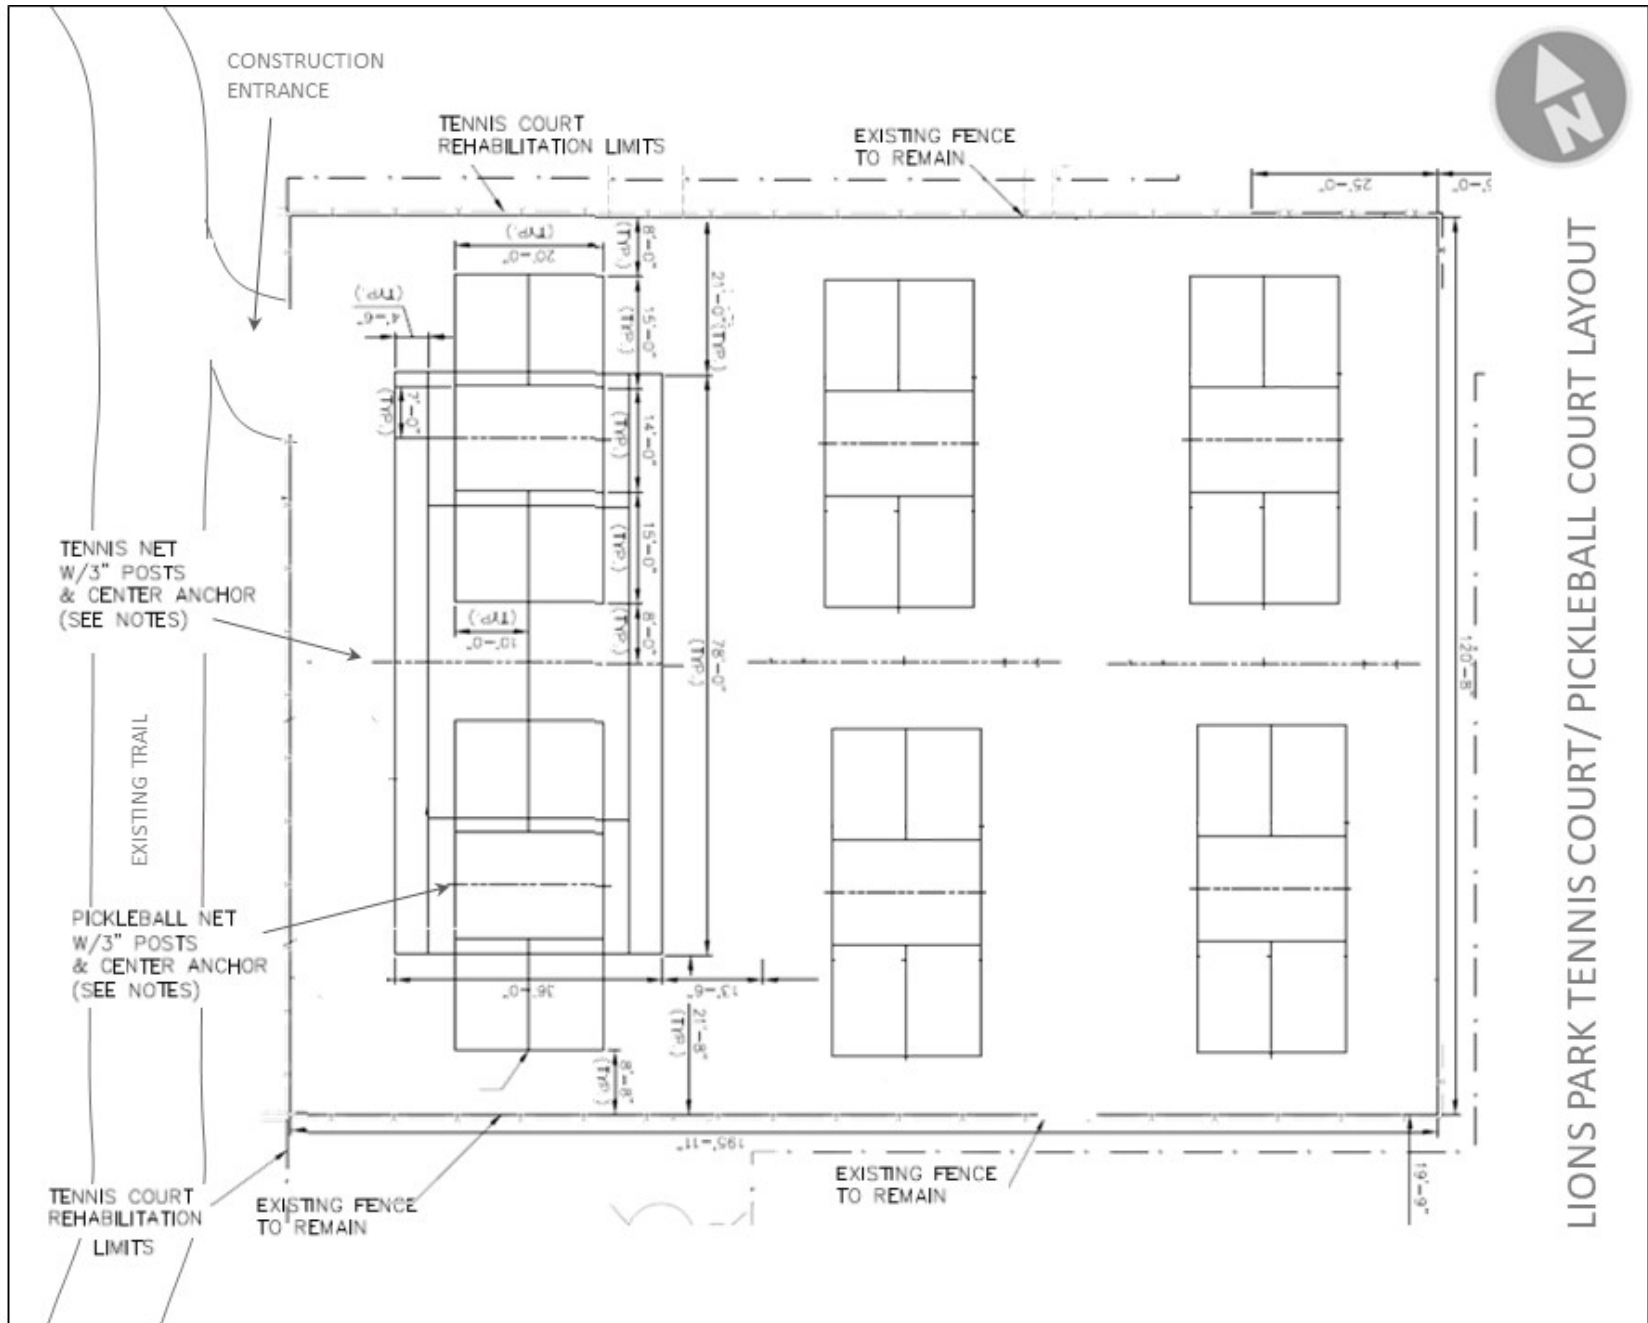 CONSTRUCTION
ENTRANCE
TENNIS COURT
REHABILITATION LIMITS
EXISTING FENCE
TO REMAIN
N
25'-0"
LIONS PARK TENNIS COURT/ PICKLEBALL COURT LAYOUT
(TYP.)
20'-0"
8'-0"
(TYP.)
(TYP.)
4'-6"
15'-0"
(TYP.)
21'-0"(TYP.)
7'-0"
(TYP.)
14'-0"
(TYP.)
15'-0"
(TYP.)
(TYP.)
10'-0"
8'-0"
(TYP.)
78'-0"
(TYP.)
120'-8"
TENNIS NET
W/3" POSTS
& CENTER ANCHOR
(SEE NOTES)
EXISTING TRAIL
PICKLEBALL NET
W/3" POSTS
& CENTER ANCHOR
(SEE NOTES)
36'-0"
13'-6"
21'-8"
(TYP.)
8'-8"
(TYP.)
195'-11"
19'-9"
TENNIS COURT
REHABILITATION
LIMITS
EXISTING FENCE
TO REMAIN
EXISTING FENCE
TO REMAIN